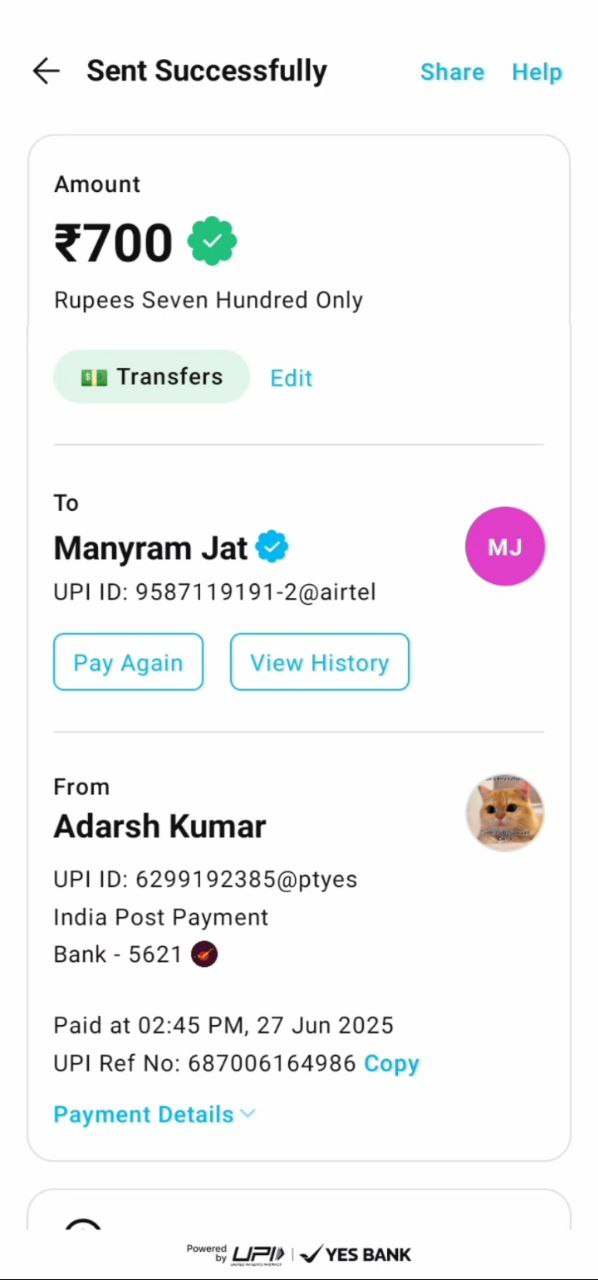 Sent Successfully Share Help
Amount
₹700
Rupees Seven Hundred Only
Transfers Edit
To
Manyram Jat
MJ
UPI ID: 9587119191-2@airtel
Pay Again View History
From
Adarsh Kumar
UPI ID: 6299192385@ptyes
India Post Payment
Bank - 5621
Paid at 02:45 PM, 27 Jun 2025
UPI Ref No: 687006164986 Copy
Payment Details
Powered
by UPI YES BANK